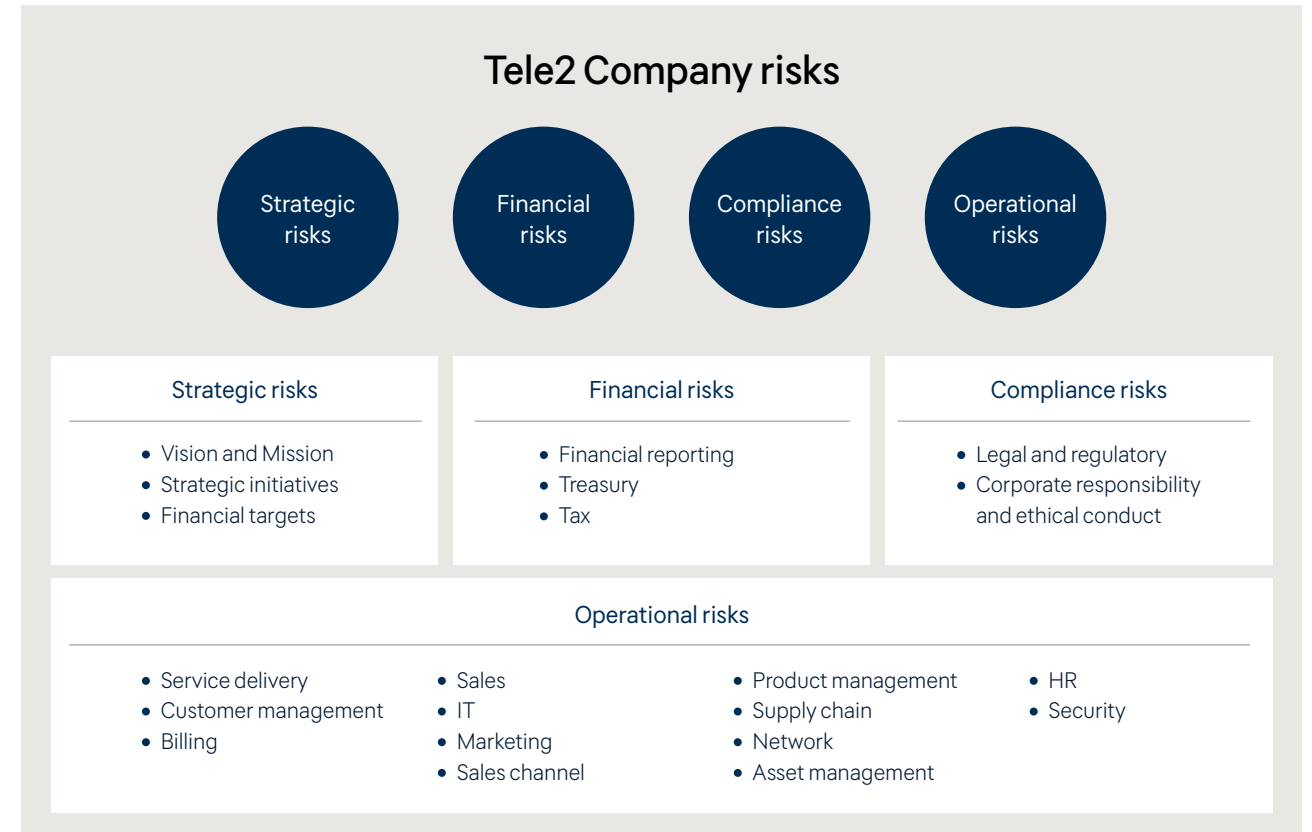 Tele2 Company risks
Strategic
risks
Financial
risks
Compliance
risks
Operational
risks
Strategic risks
• Vision and Mission
• Strategic initiatives
• Financial targets
Financial risks
• Financial reporting
• Treasury
• Tax
Compliance risks
• Legal and regulatory
• Corporate responsibility
and ethical conduct
Operational risks
• Service delivery
• Customer management
• Billing
• Sales
• IT
• Marketing
• Sales channel
• Product management
• Supply chain
• Network
• Asset management
• HR
• Security